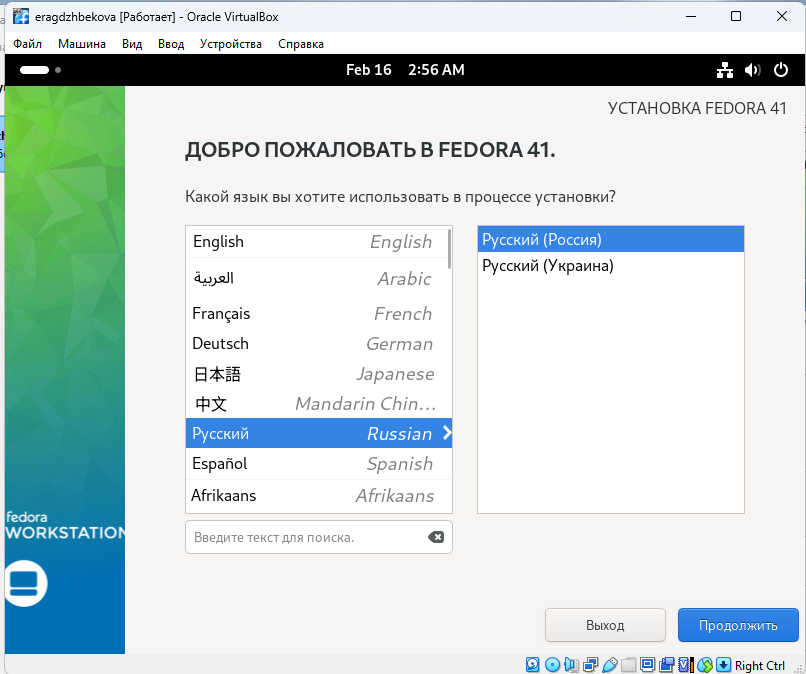 eragdzhbekova [Работает] - Oracle VirtualBox
Файл Машина Вид Ввод Устройства Справка
Feb 16 2:56 AM
УСТАНОВКА FEDORA 41
ДОБРО ПОЖАЛОВАТЬ В FEDORA 41.
Какой язык вы хотите использовать в процессе установки?
English English
العربية Arabic
Français French
Deutsch German
日本語 Japanese
中文 Mandarin Chin...
Русский Russian
Español Spanish
Afrikaans Afrikaans
Введите текст для поиска.
Русский (Россия)
Русский (Украина)
fedora
WORKSTATION
Выход Продолжить
Right Ctrl